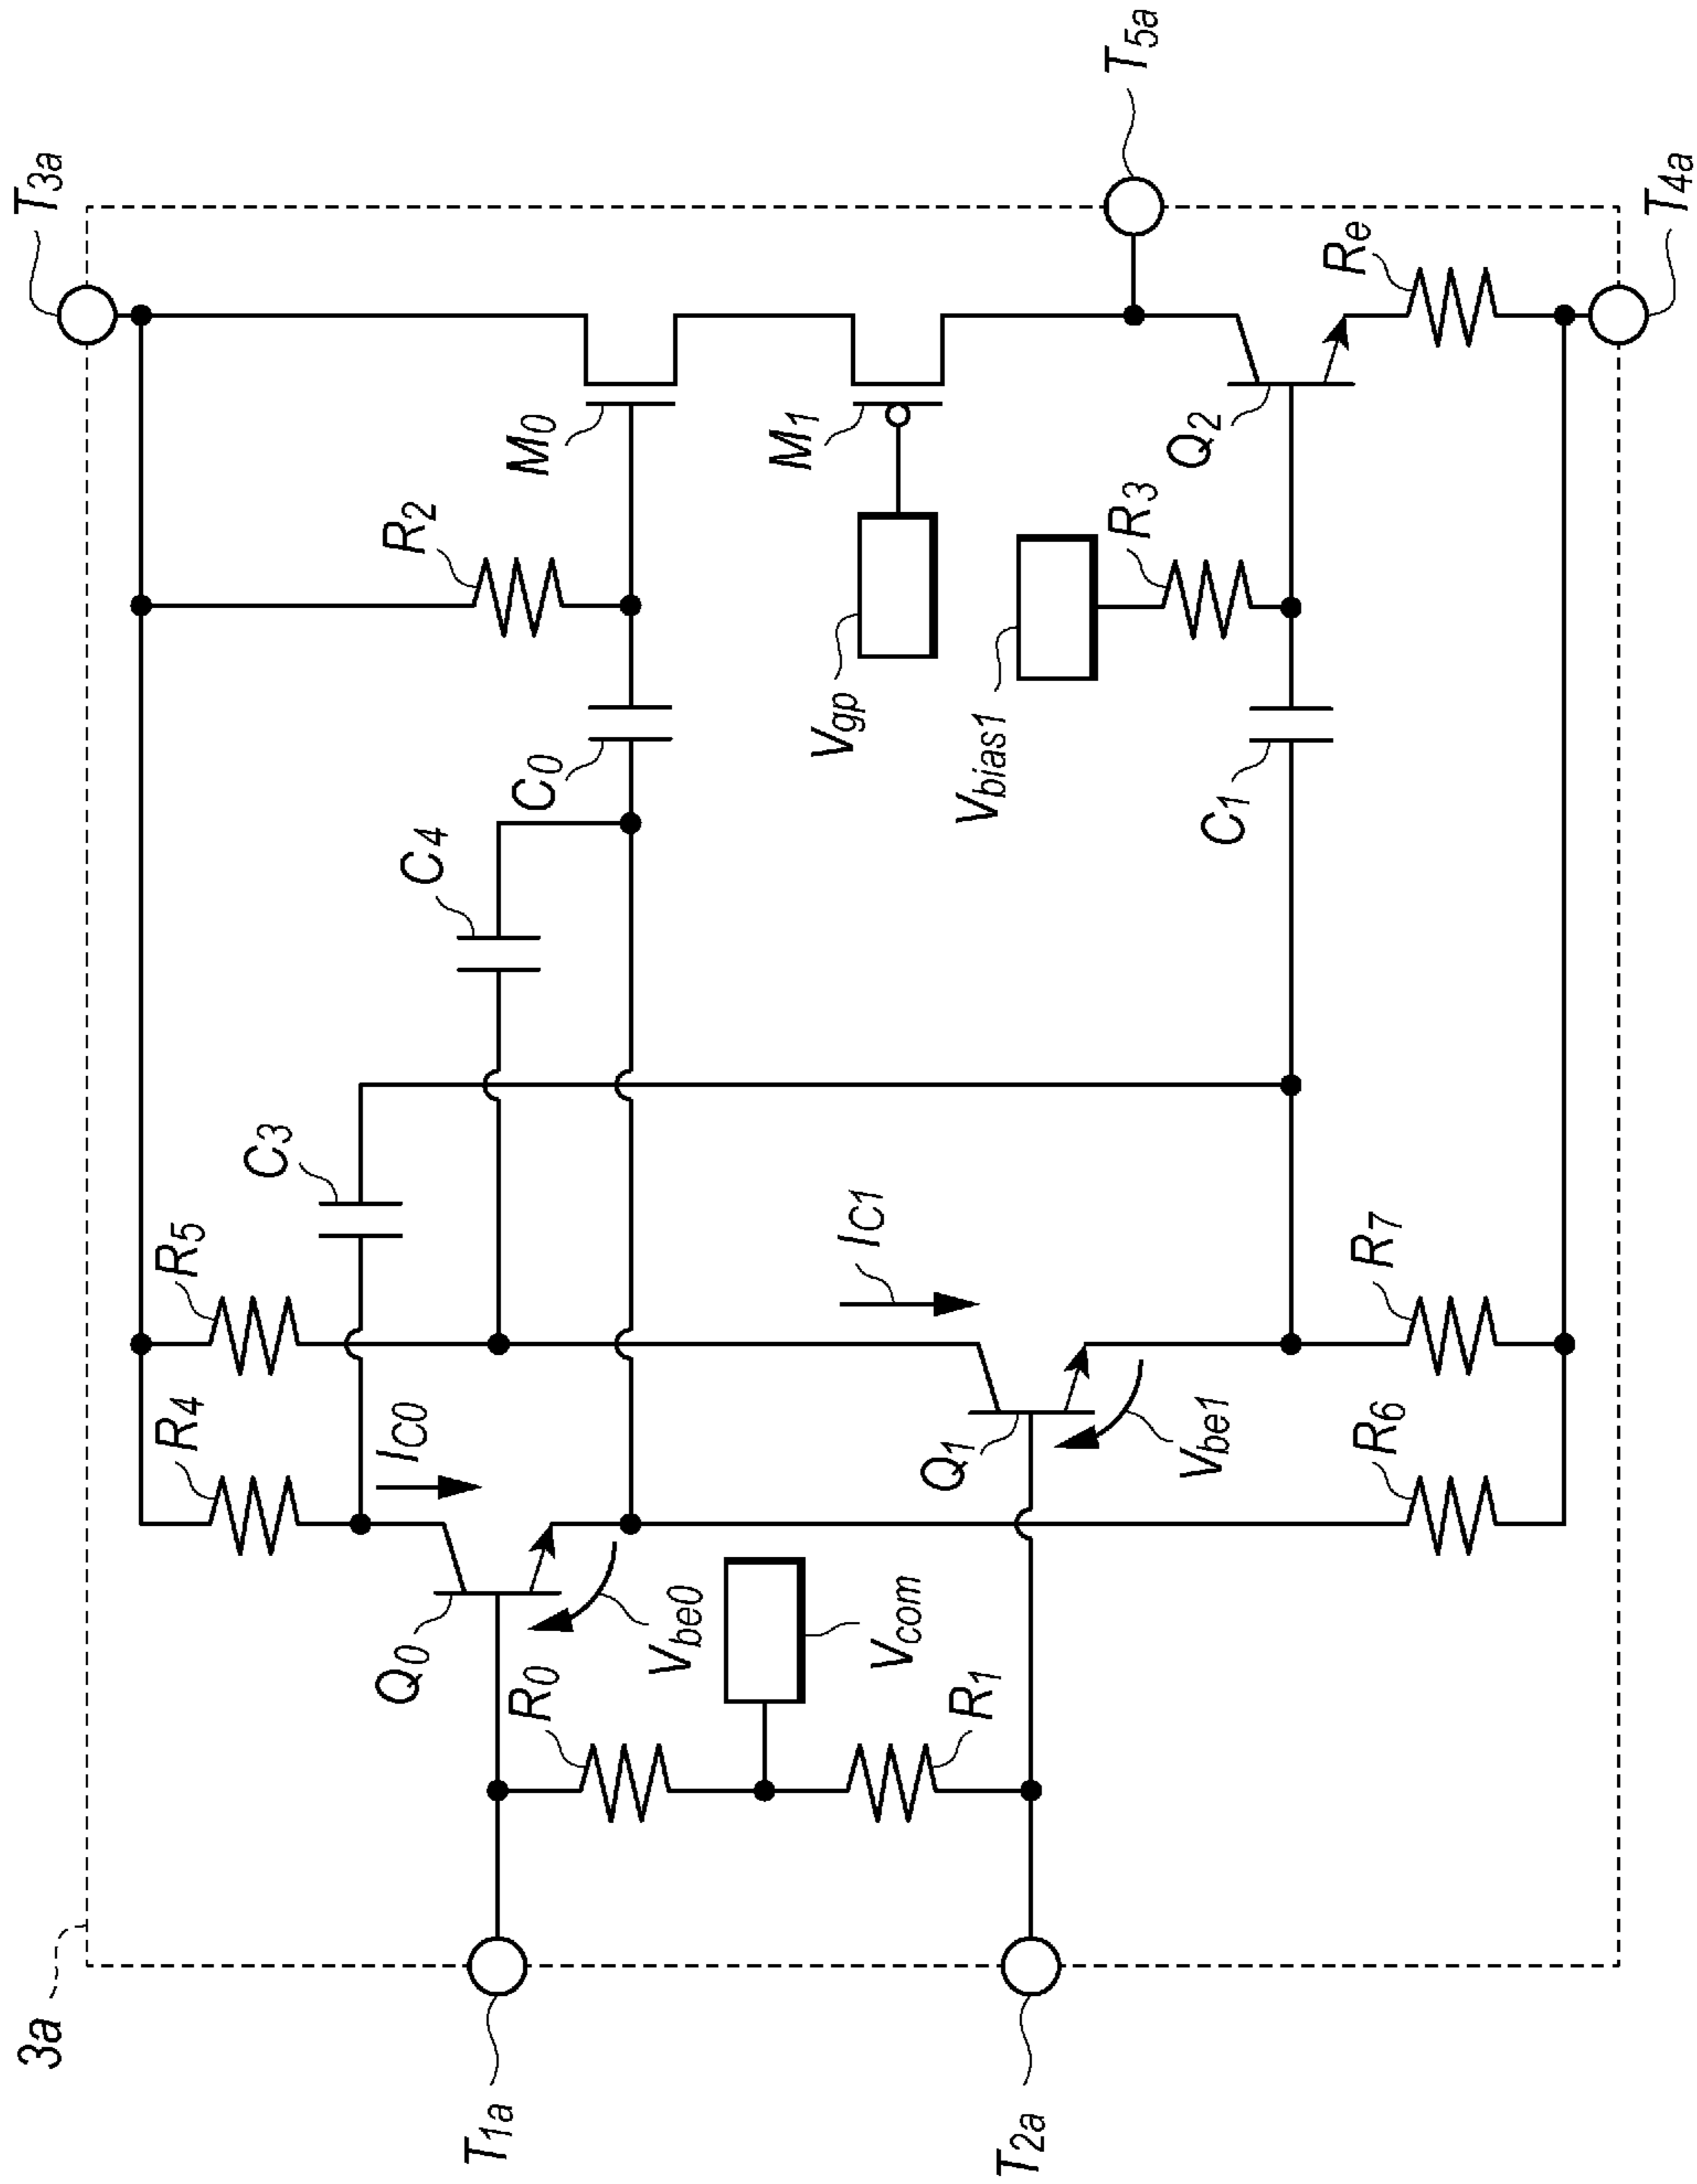 3a
T3a
R4
R5
C3
R2
C4
C0
M0
IC0
Q0
Vbe0
R0
Vcom
R1
T1a
T2a
IC1
Q1
Vbe1
Vgp
M1
Vbias1
R3
Q2
C1
T5a
R6
R7
Re
T4a